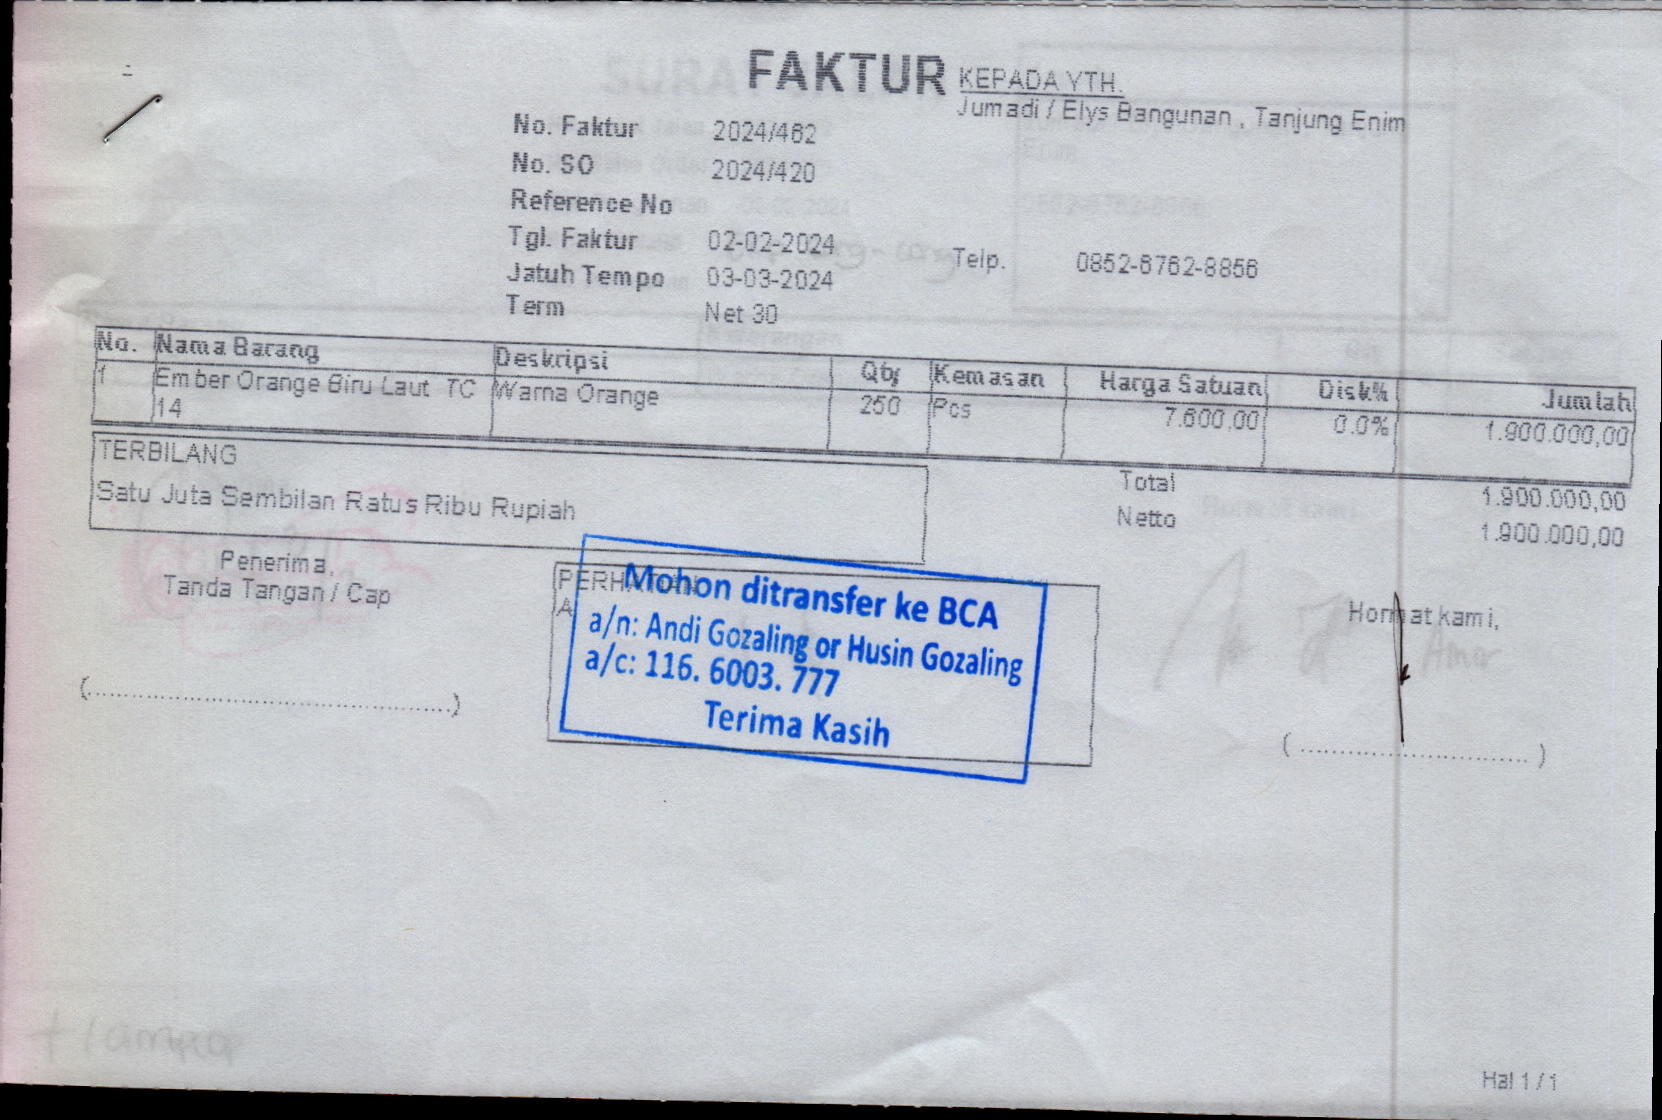 FAKTUR
KEPADA YTH.
Jumadi / Elys Bangunan , Tanjung Enim
No. Faktur 2024/462
No. SO 2024/420
Reference No
Tgl. Faktur 02-02-2024
Jatuh Tempo 03-03-2024
Term Net 30
Telp. 0852-6762-8856
No. Nama Barang Deskripsi Qty Kemasan Harga Satuan Disk% Jumlah
1 Ember Orange Biru Laut TC Warna Orange 250 Pcs 7.600,00 0.0% 1.900.000,00
14
TERBILANG
Satu Juta Sembilan Ratus Ribu Rupiah
Total 1.900.000,00
Netto 1.900.000,00
Penerima,
Tanda Tangan / Cap
(..............................................)
PERHATIAN
A
Mohon ditransfer ke BCA
a/n: Andi Gozaling or Husin Gozaling
a/c: 116. 6003. 777
Terima Kasih
Hormat kami,
( ............................. )
Hal 1 / 1